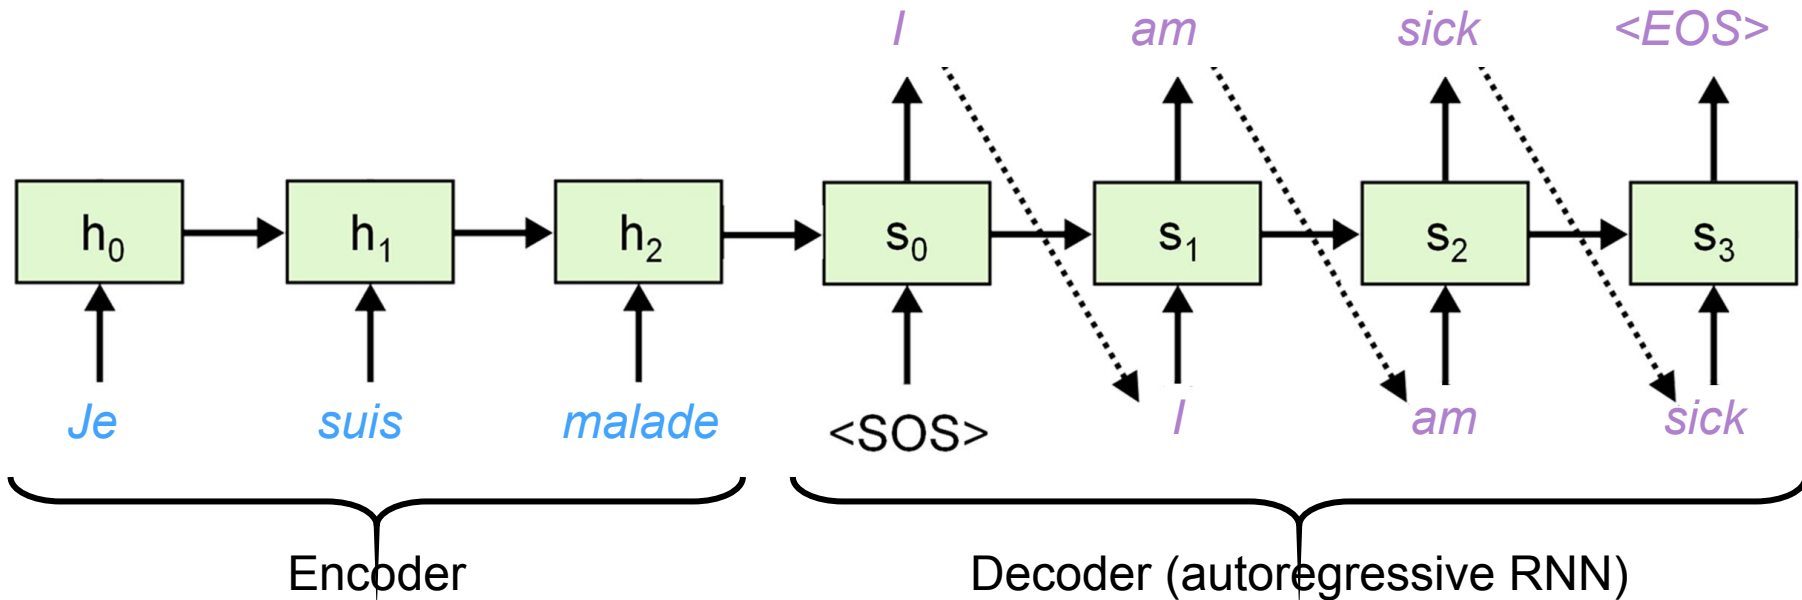 I am sick <EOS>
h₀ h₁ h₂ s₀ s₁ s₂ s₃
Je suis malade <SOS> I am sick
Encoder Decoder (autoregressive RNN)